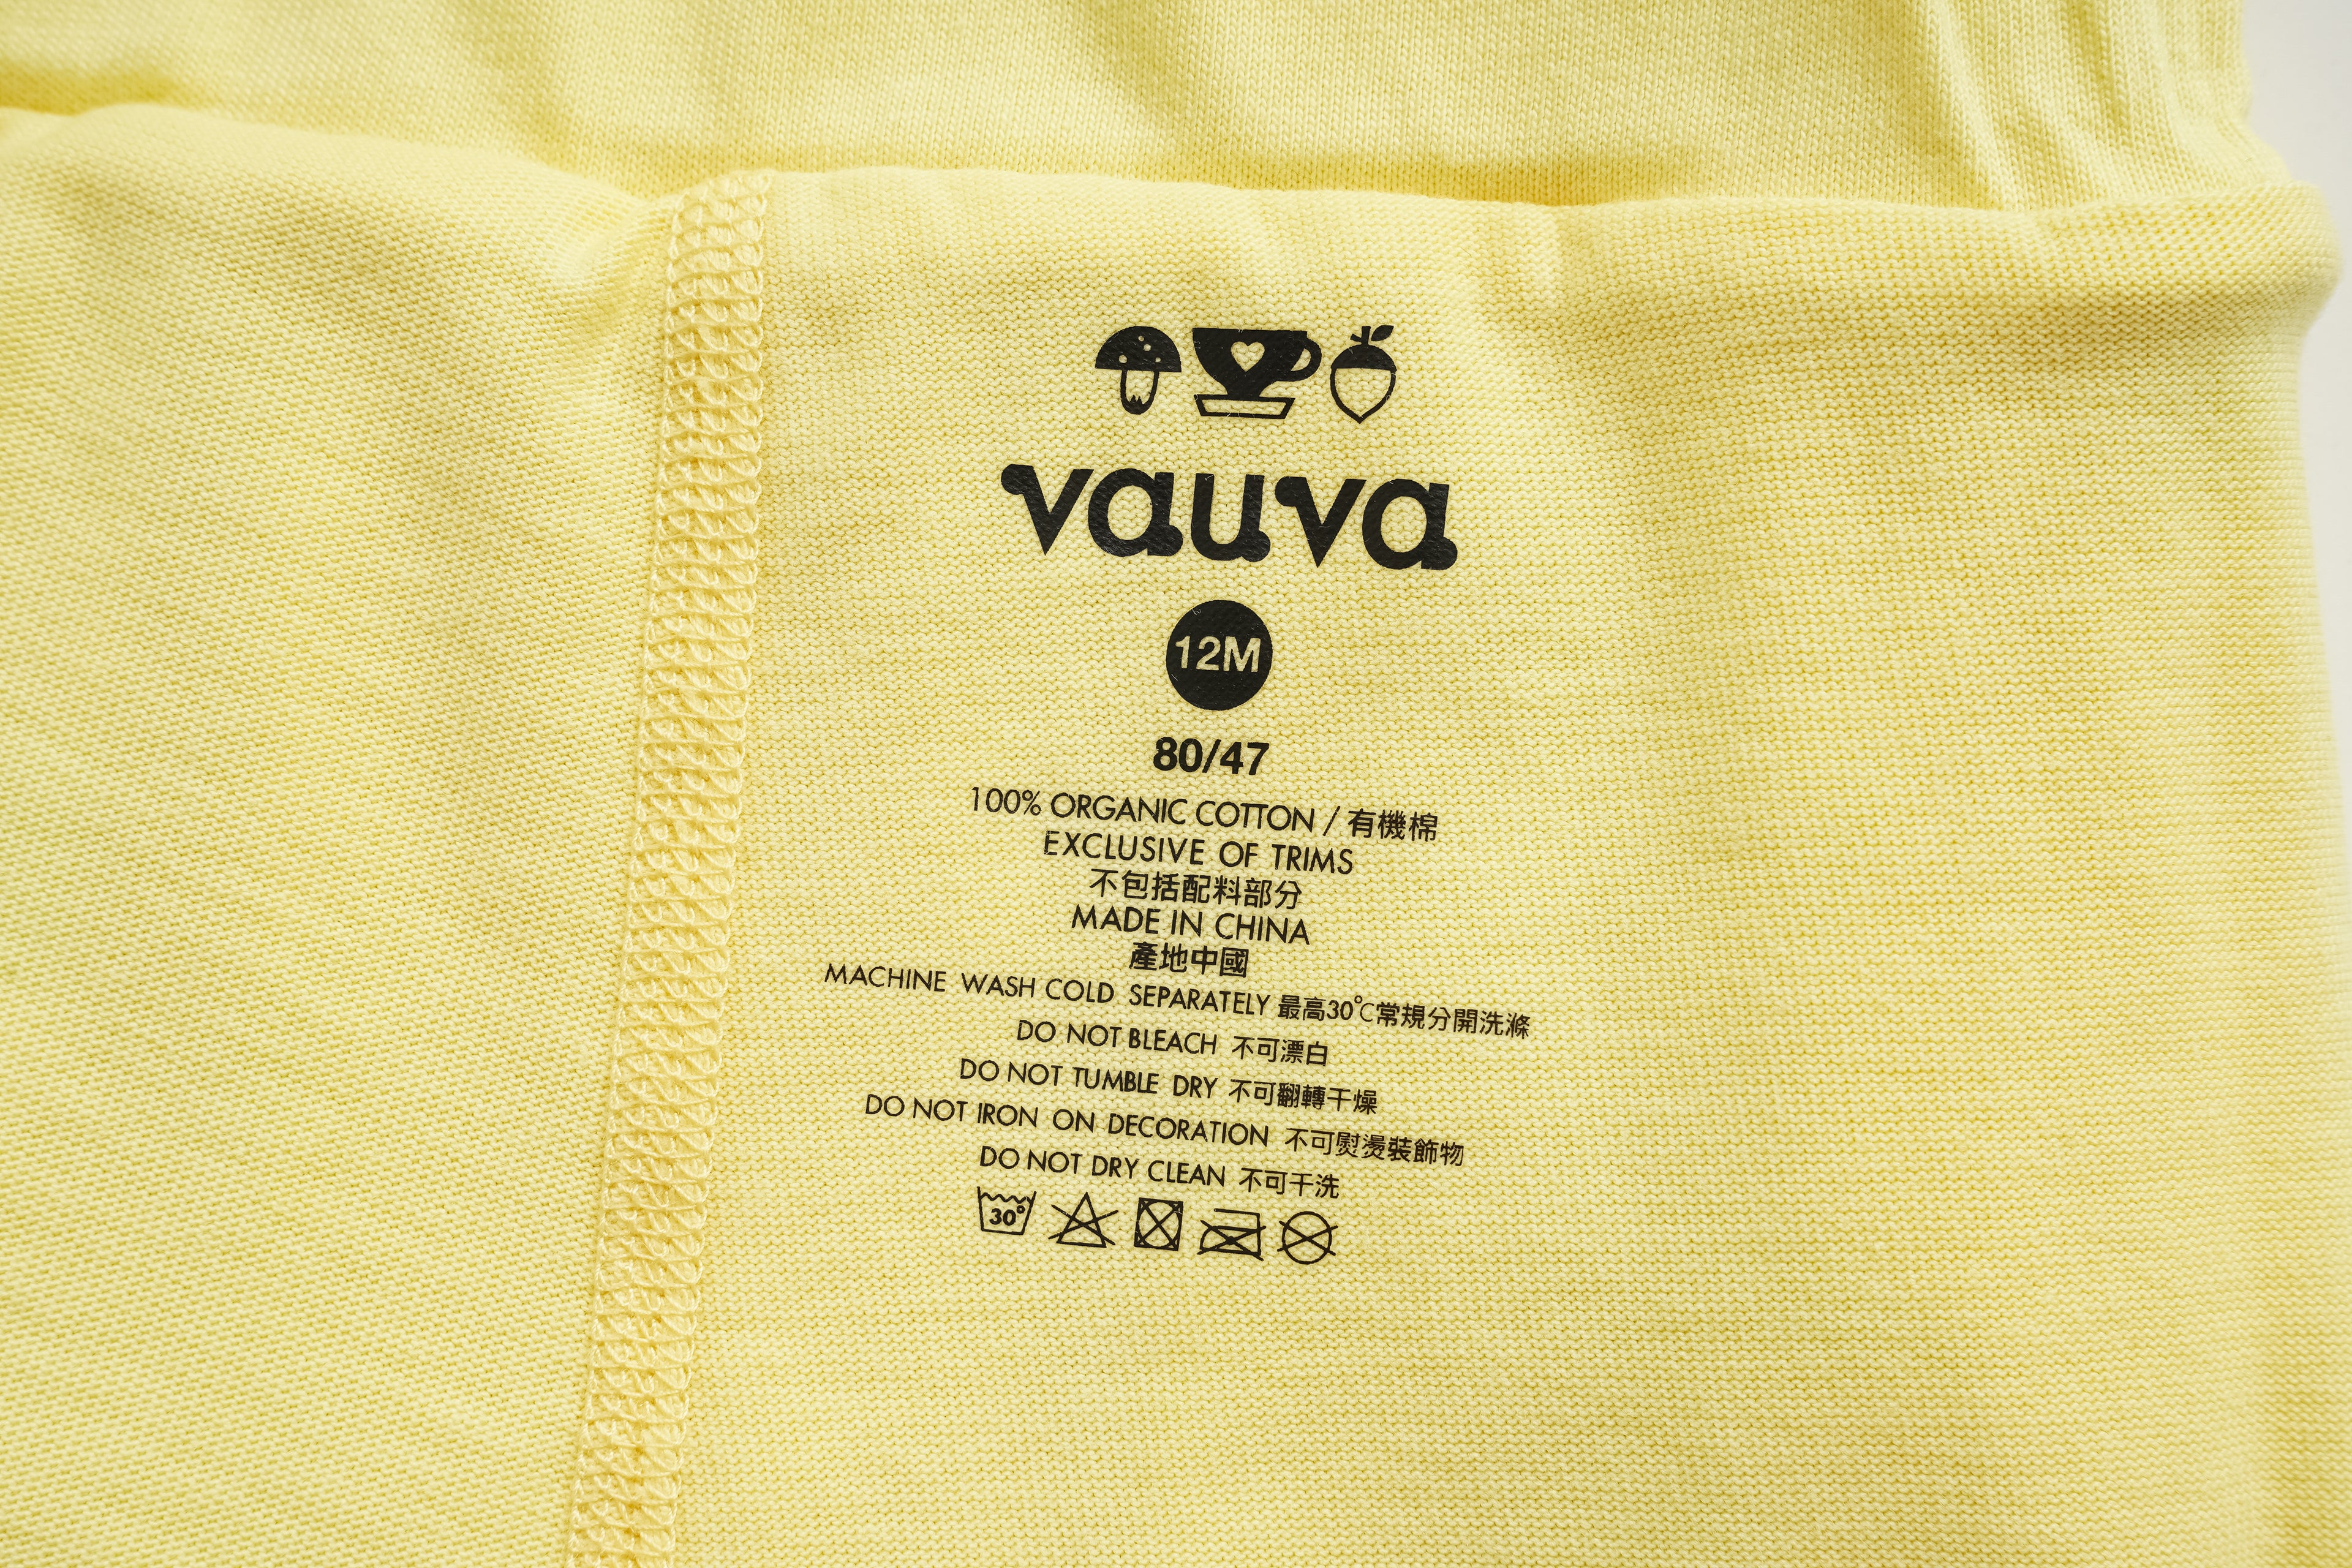 vauva
12M
80/47
100% ORGANIC COTTON / 有機棉
EXCLUSIVE OF TRIMS
不包括配料部分
MADE IN CHINA
產地中國
MACHINE WASH COLD SEPARATELY 最高30℃常規分開洗滌
DO NOT BLEACH 不可漂白
DO NOT TUMBLE DRY 不可翻轉干燥
DO NOT IRON ON DECORATION 不可熨燙裝飾物
DO NOT DRY CLEAN 不可干洗
30°